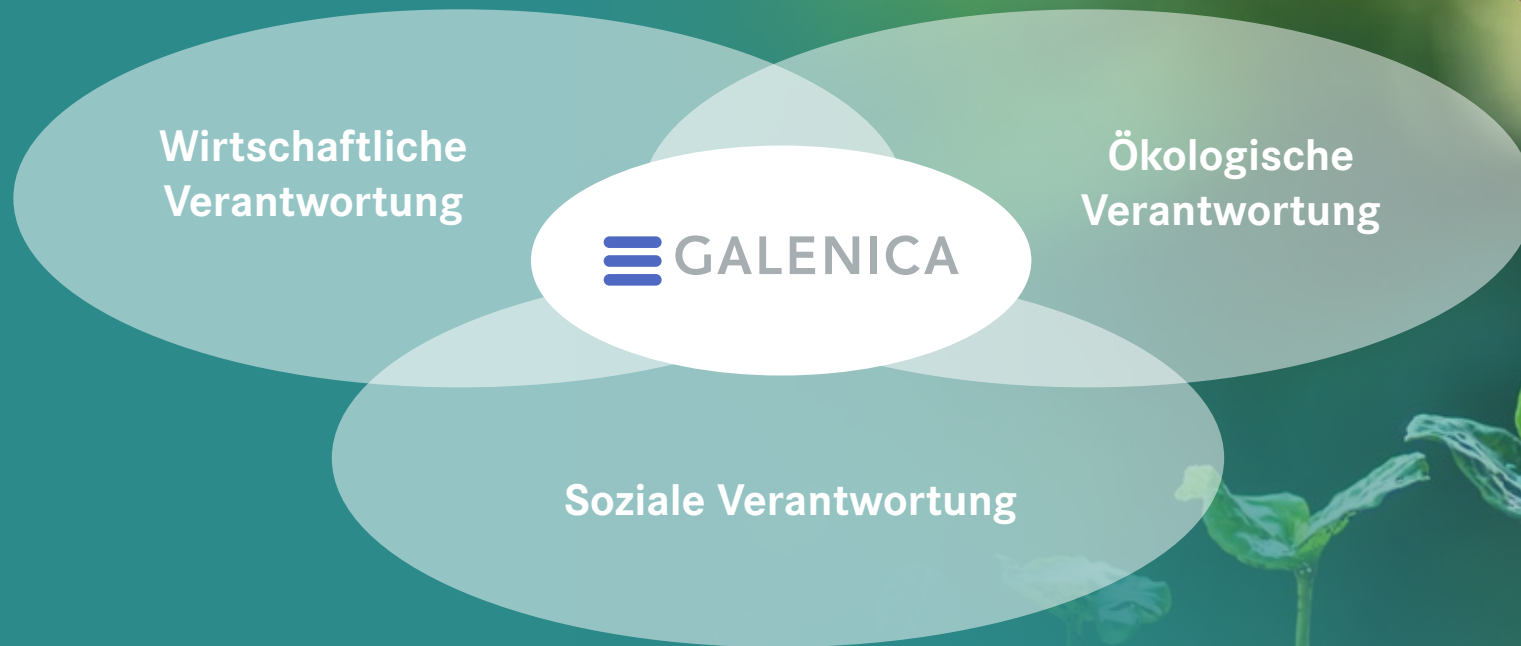 Wirtschaftliche
Verantwortung
Ökologische
Verantwortung
GALENICA
Soziale Verantwortung